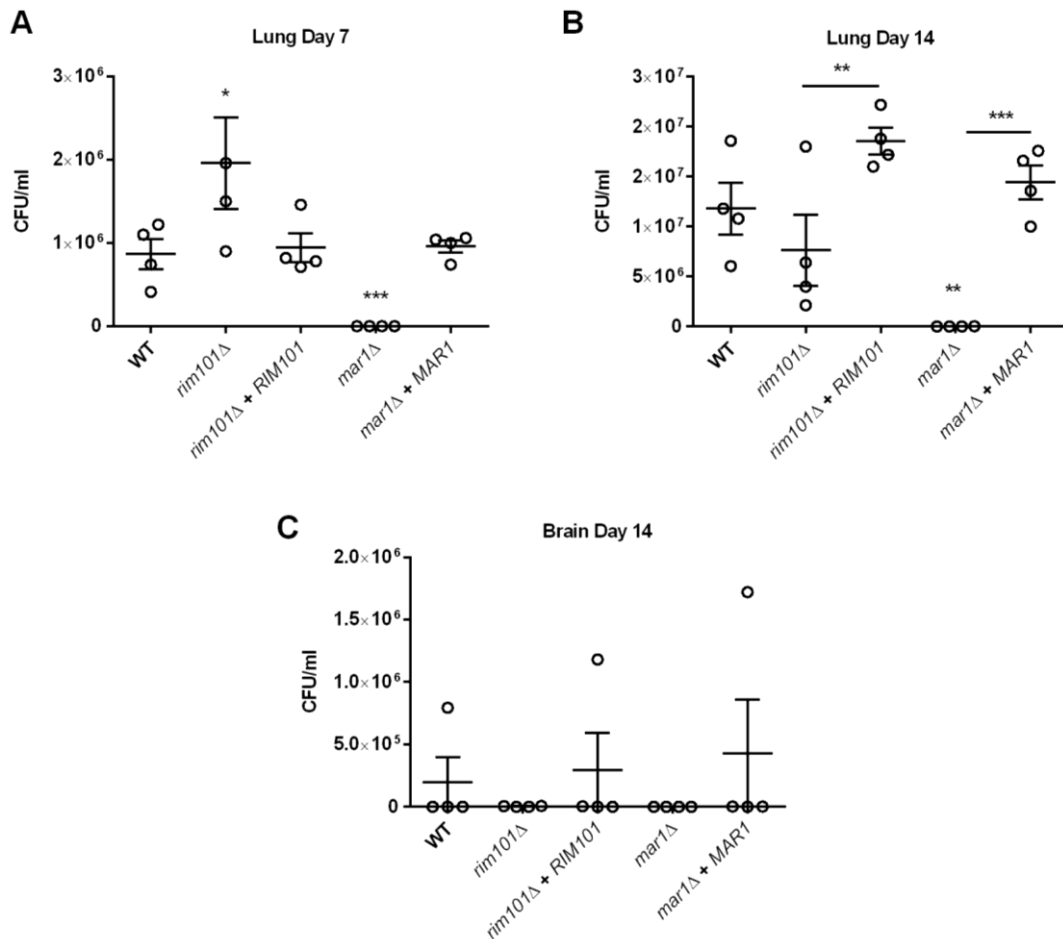 A
Lung Day 7
CFU/ml
3×10⁶
2×10⁶
1×10⁶
0
*
***
WT
rim101Δ
rim101Δ + RIM101
mar1Δ
mar1Δ + MAR1
B
Lung Day 14
CFU/ml
3×10⁷
2×10⁷
2×10⁷
1×10⁷
5×10⁶
0
**
***
**
WT
rim101Δ
rim101Δ + RIM101
mar1Δ
mar1Δ + MAR1
C
Brain Day 14
CFU/ml
2.0×10⁶
1.5×10⁶
1.0×10⁶
5.0×10⁵
0
WT
rim101Δ
rim101Δ + RIM101
mar1Δ
mar1Δ + MAR1